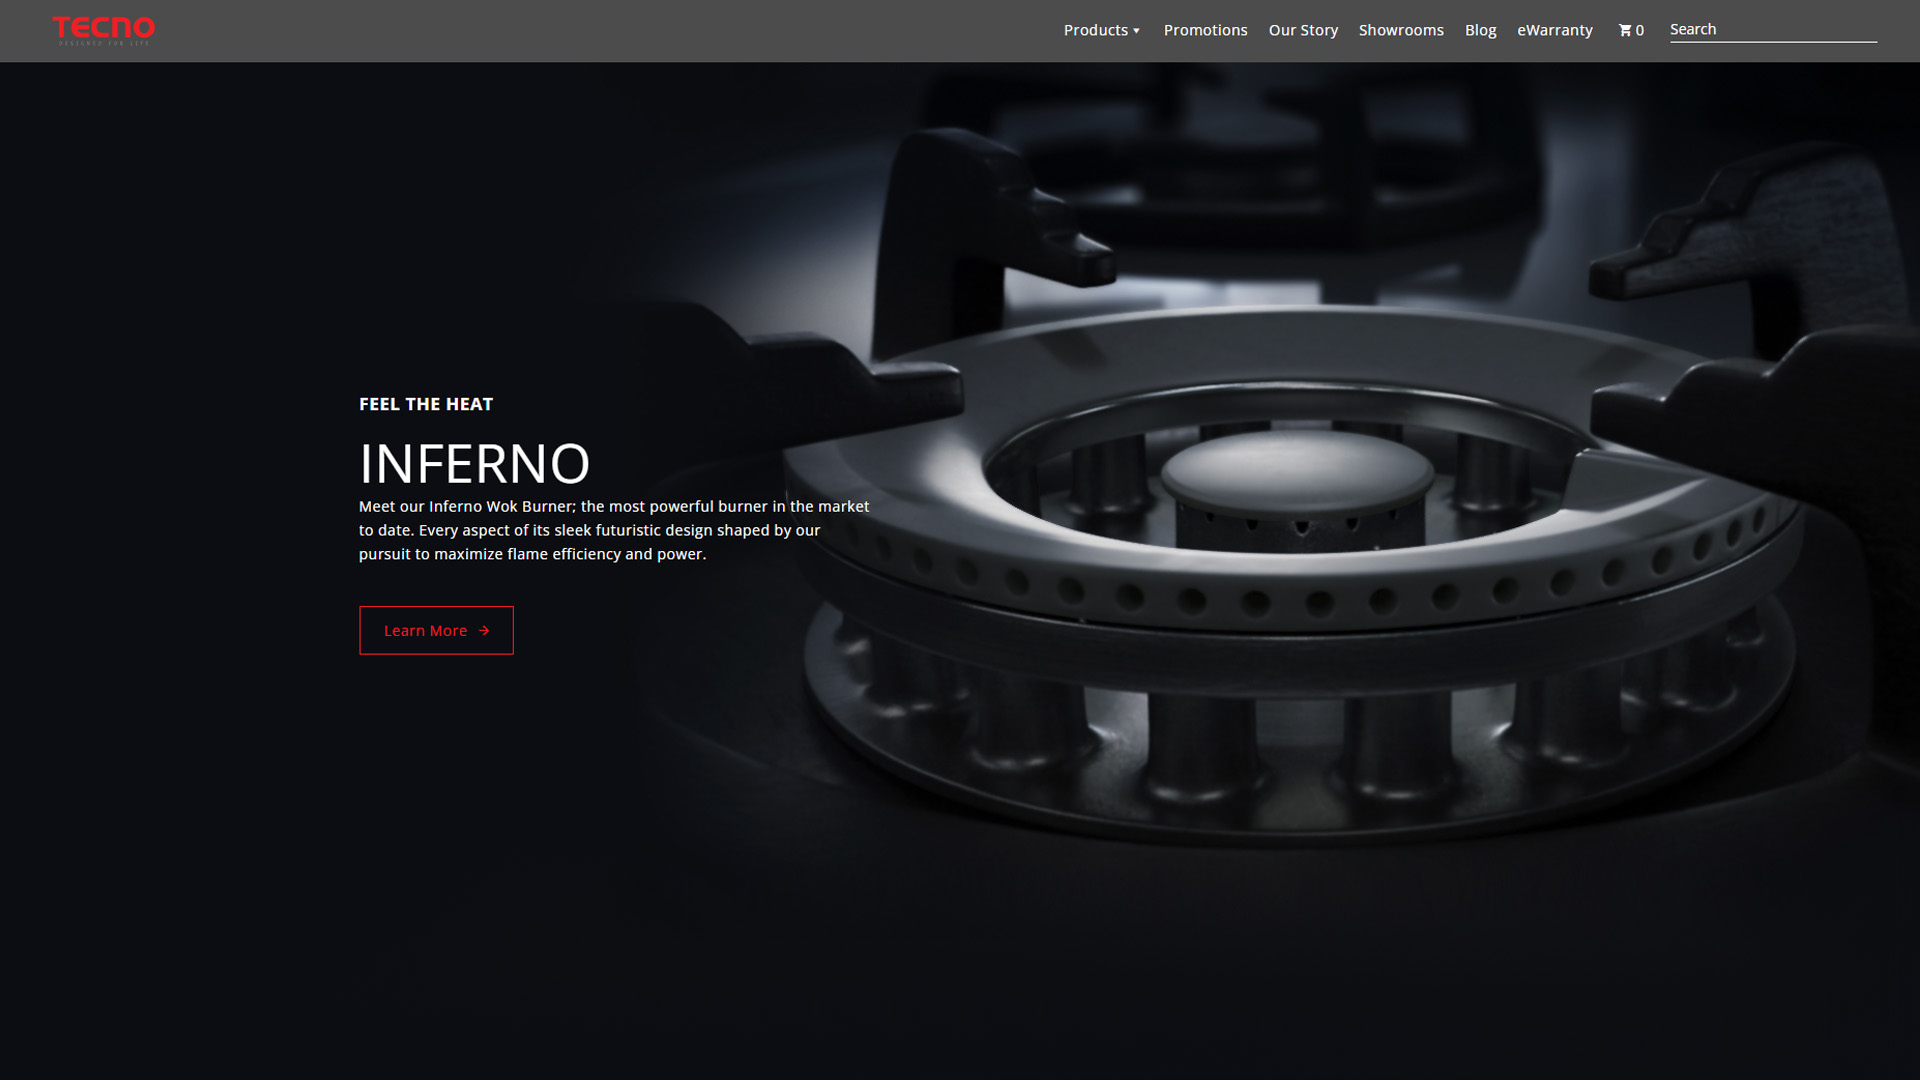 TECNO
DESIGNED FOR LIFE
Products Promotions Our Story Showrooms Blog eWarranty 0 Search
FEEL THE HEAT
INFERNO
Meet our Inferno Wok Burner; the most powerful burner in the market
to date. Every aspect of its sleek futuristic design shaped by our
pursuit to maximize flame efficiency and power.
Learn More